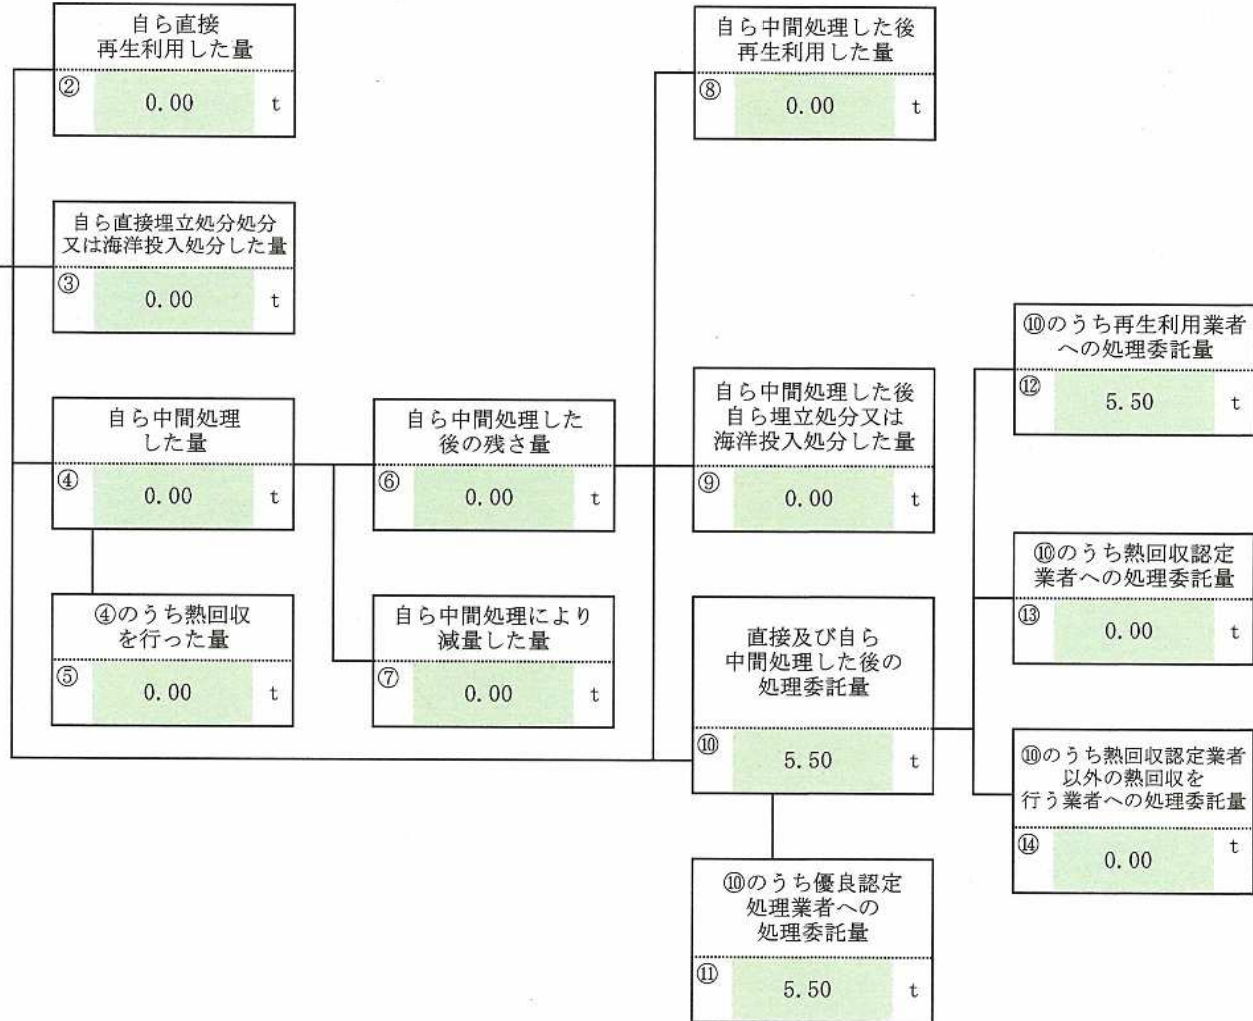 自ら直接
再生利用した量
② 0.00 t
自ら中間処理した後
再生利用した量
⑧ 0.00 t
自ら直接埋立処分処分
又は海洋投入処分した量
③ 0.00 t
⑩のうち再生利用業者
への処理委託量
⑫ 5.50 t
自ら中間処理
した量
④ 0.00 t
自ら中間処理した
後の残さ量
⑥ 0.00 t
自ら中間処理した後
自ら埋立処分又は
海洋投入処分した量
⑨ 0.00 t
⑩のうち熱回収認定
業者への処理委託量
⑬ 0.00 t
④のうち熱回収
を行った量
⑤ 0.00 t
自ら中間処理により
減量した量
⑦ 0.00 t
直接及び自ら
中間処理した後の
処理委託量
⑩ 5.50 t
⑩のうち熱回収認定業者
以外の熱回収を
行う業者への処理委託量
⑭ 0.00 t
⑩のうち優良認定
処理業者への
処理委託量
⑪ 5.50 t